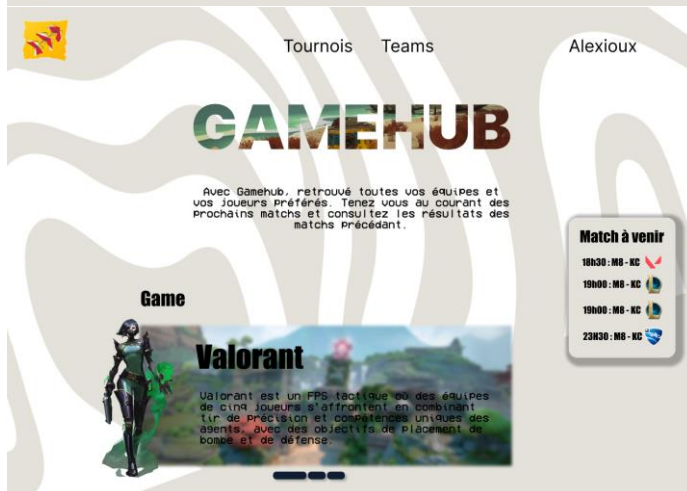 Tournois Teams Alexioux
GAMEHUB
Avec Gamehub, retrouvé toutes vos équipes et
vos joueurs préférés. Tenez vous au courant des
prochains matchs et consultez les résultats des
matchs précédant.
Match à venir
18h30 : M8 - KC
19h00 : M8 - KC
19h00 : M8 - KC
23H30 : M8 - KC
Game
Valorant
Valorant est un FPS tactique où des équipes
de cinq joueurs s'affrontent en combinant
tir de précision et compétences uniques des
agents, avec des objectifs de placement de
bombe et de défense.